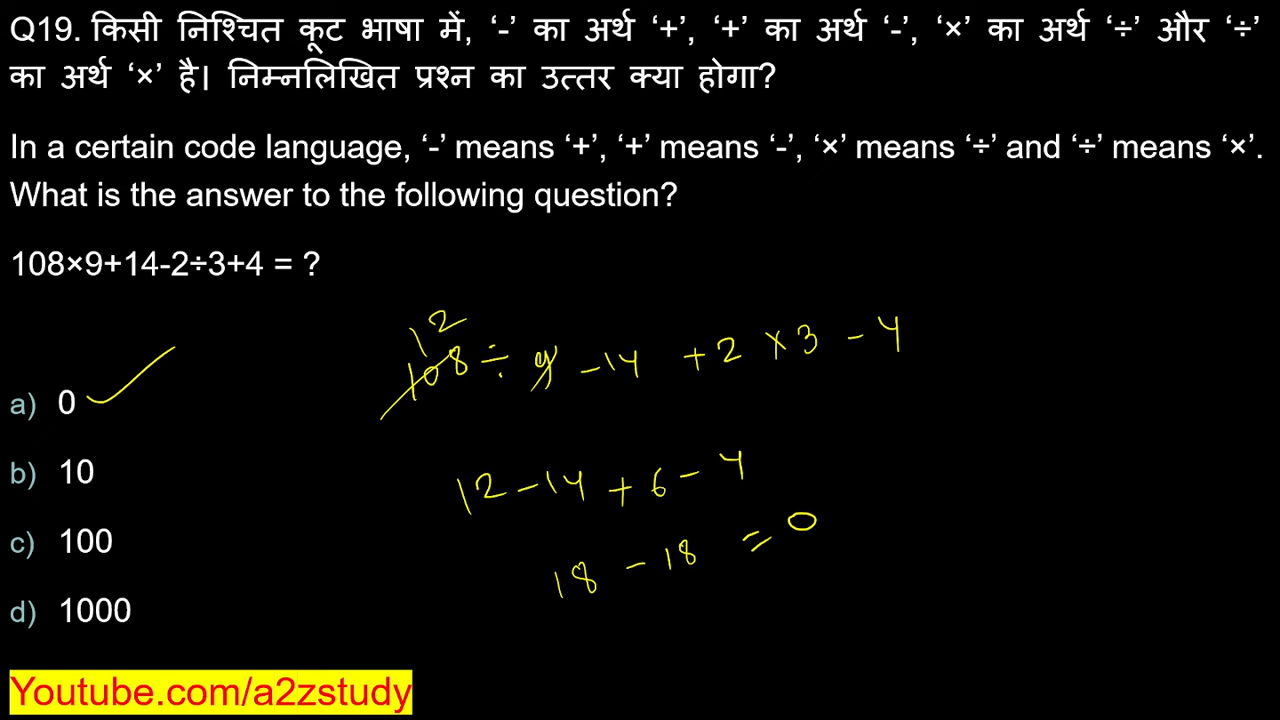 Q19. किसी निश्चित कूट भाषा में, ‘-’ का अर्थ ‘+’, ‘+’ का अर्थ ‘-’, ‘×’ का अर्थ ‘÷’ और ‘÷’
का अर्थ ‘×’ है। निम्नलिखित प्रश्न का उत्तर क्या होगा?
In a certain code language, ‘-’ means ‘+’, ‘+’ means ‘-’, ‘×’ means ‘÷’ and ‘÷’ means ‘×’.
What is the answer to the following question?
108×9+14-2÷3+4 = ?
12
108 ÷ 9 - 14 + 2 × 3 - 4
a) 0
12 - 14 + 6 - 4
b) 10
18 - 18 = 0
c) 100
d) 1000
Youtube.com/a2zstudy